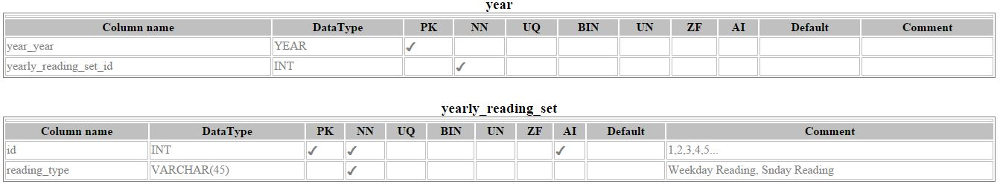 year
Column name DataType PK NN UQ BIN UN ZF AI Default Comment
year_year YEAR ✓
yearly_reading_set_id INT ✓
yearly_reading_set
Column name DataType PK NN UQ BIN UN ZF AI Default Comment
id INT ✓ ✓ ✓ 1,2,3,4,5...
reading_type VARCHAR(45) ✓ Weekday Reading, Snday Reading